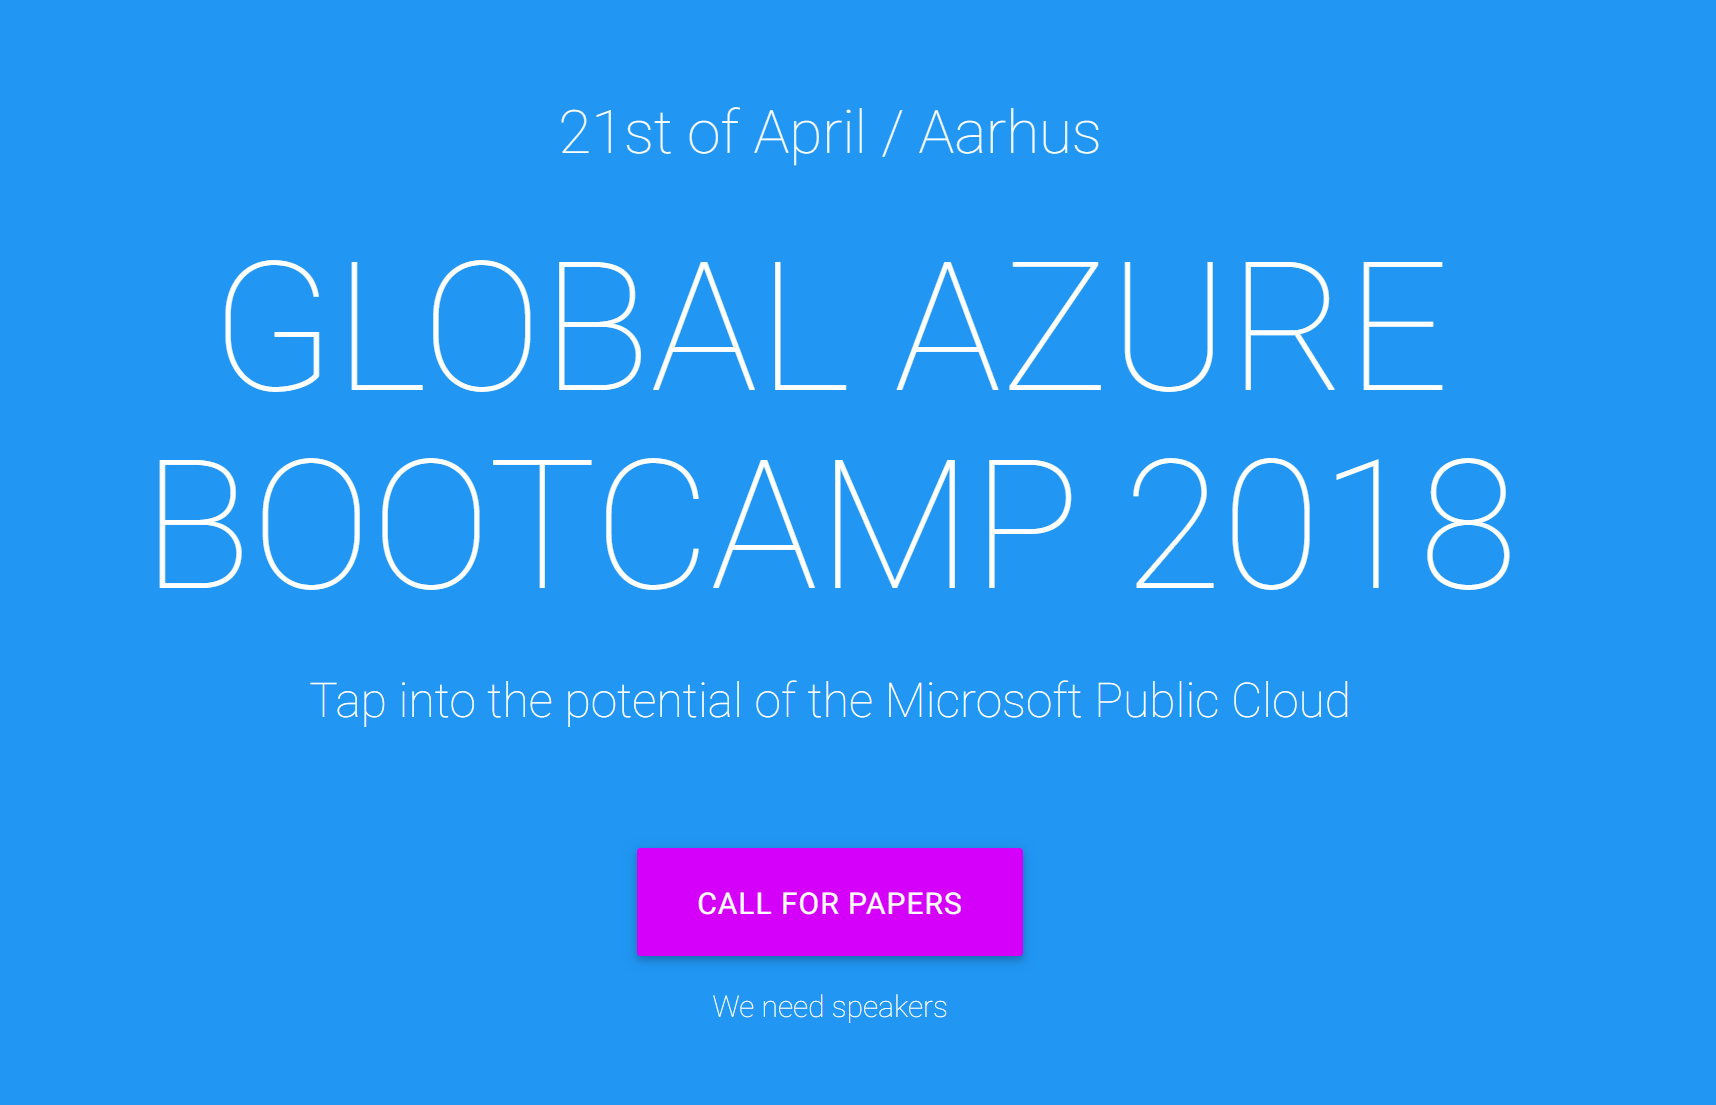 21st of April / Aarhus
GLOBAL AZURE
BOOTCAMP 2018
Tap into the potential of the Microsoft Public Cloud
CALL FOR PAPERS
We need speakers